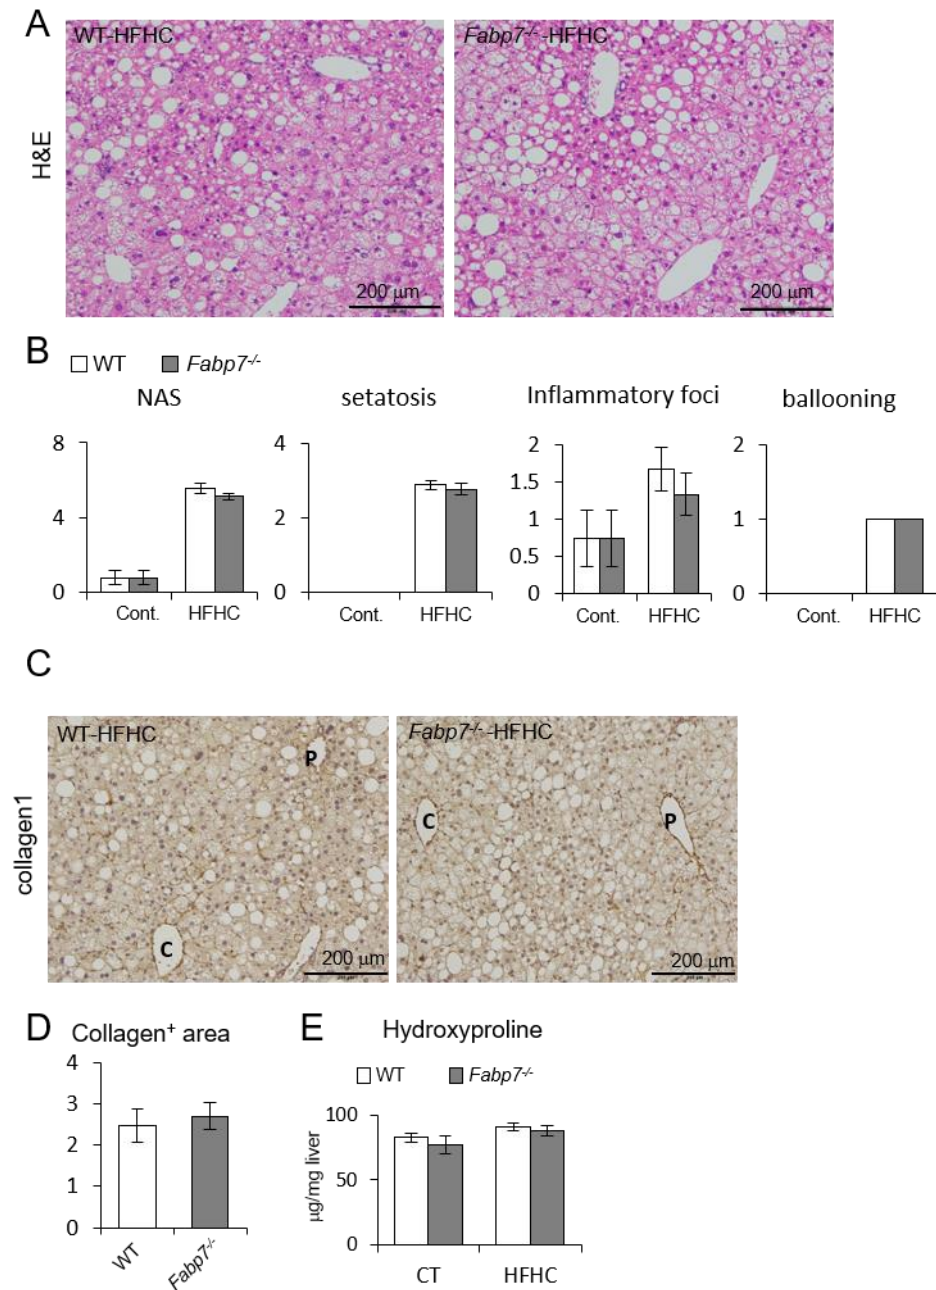 A
WT-HFHC
Fabp7-/- -HFHC
H&E
200 μm
200 μm
B
WT Fabp7-/-
NAS
setatosis
Inflammatory foci
ballooning
8
4
0
Cont. HFHC
4
2
0
Cont. HFHC
2
1.5
1
0.5
0
Cont. HFHC
2
1
0
Cont. HFHC
C
WT-HFHC
P
C
200 μm
Fabp7-/- -HFHC
C
P
200 μm
collagen1
D Collagen+ area
4
3
2
1
0
WT
Fabp7-/-
E Hydroxyproline
WT Fabp7-/-
μg/mg liver
100
50
0
CT HFHC